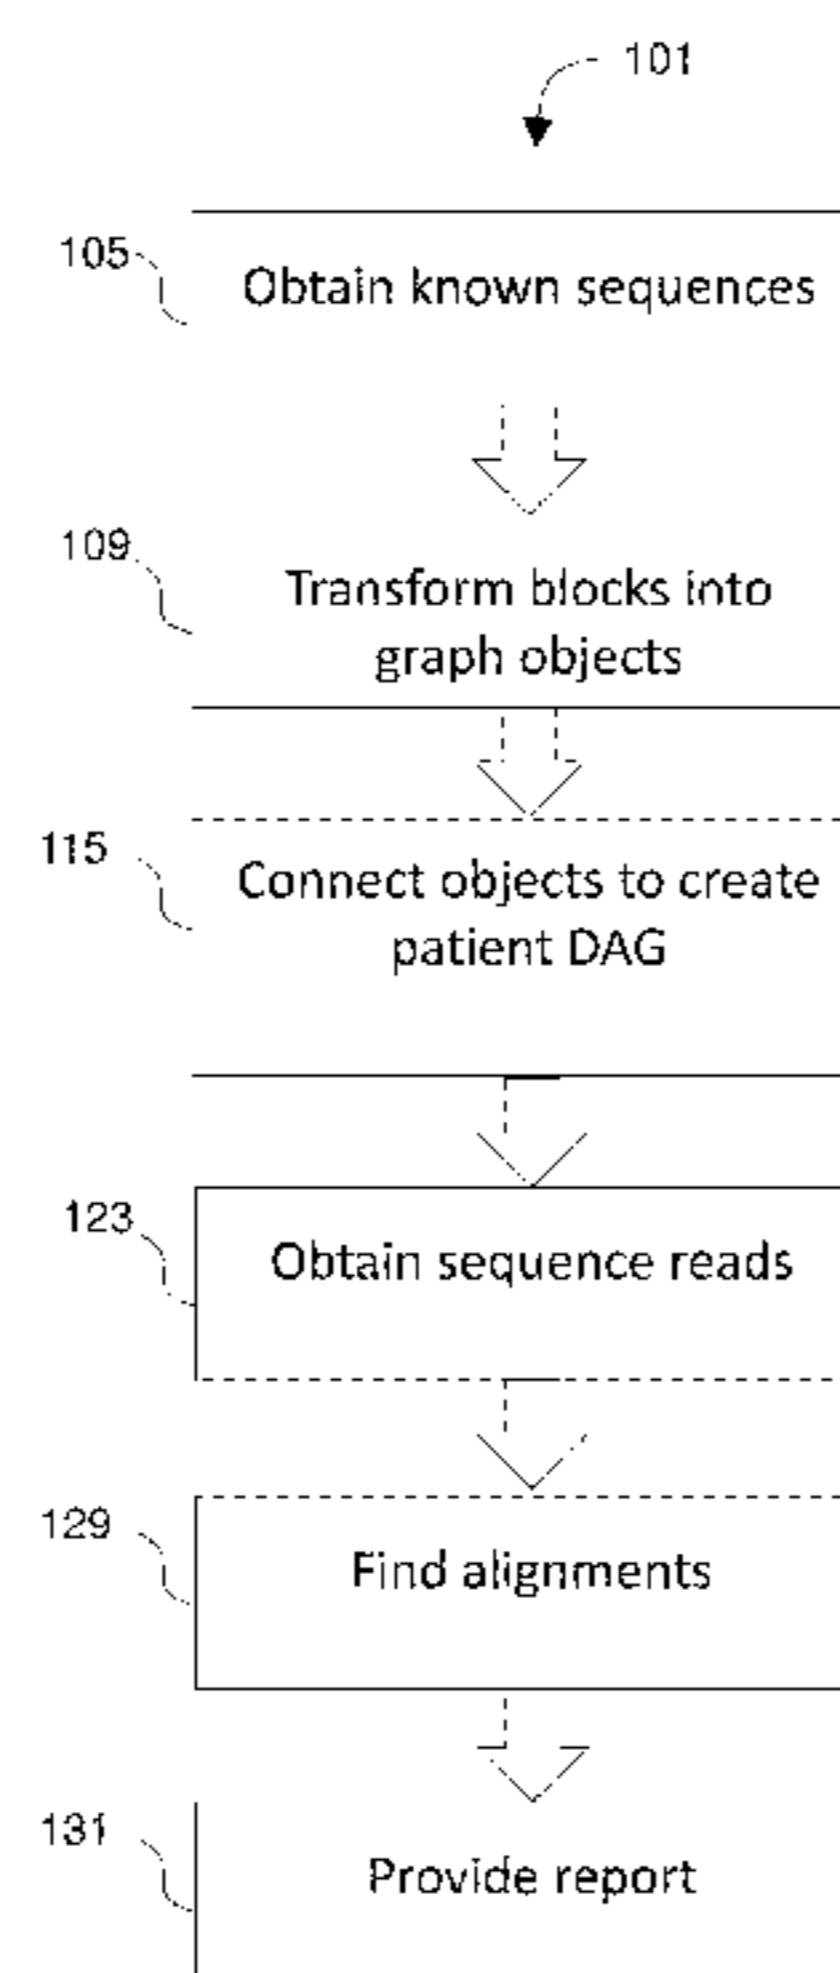 101
105
Obtain known sequences
109
Transform blocks into
graph objects
115
Connect objects to create
patient DAG
123
Obtain sequence reads
129
Find alignments
131
Provide report